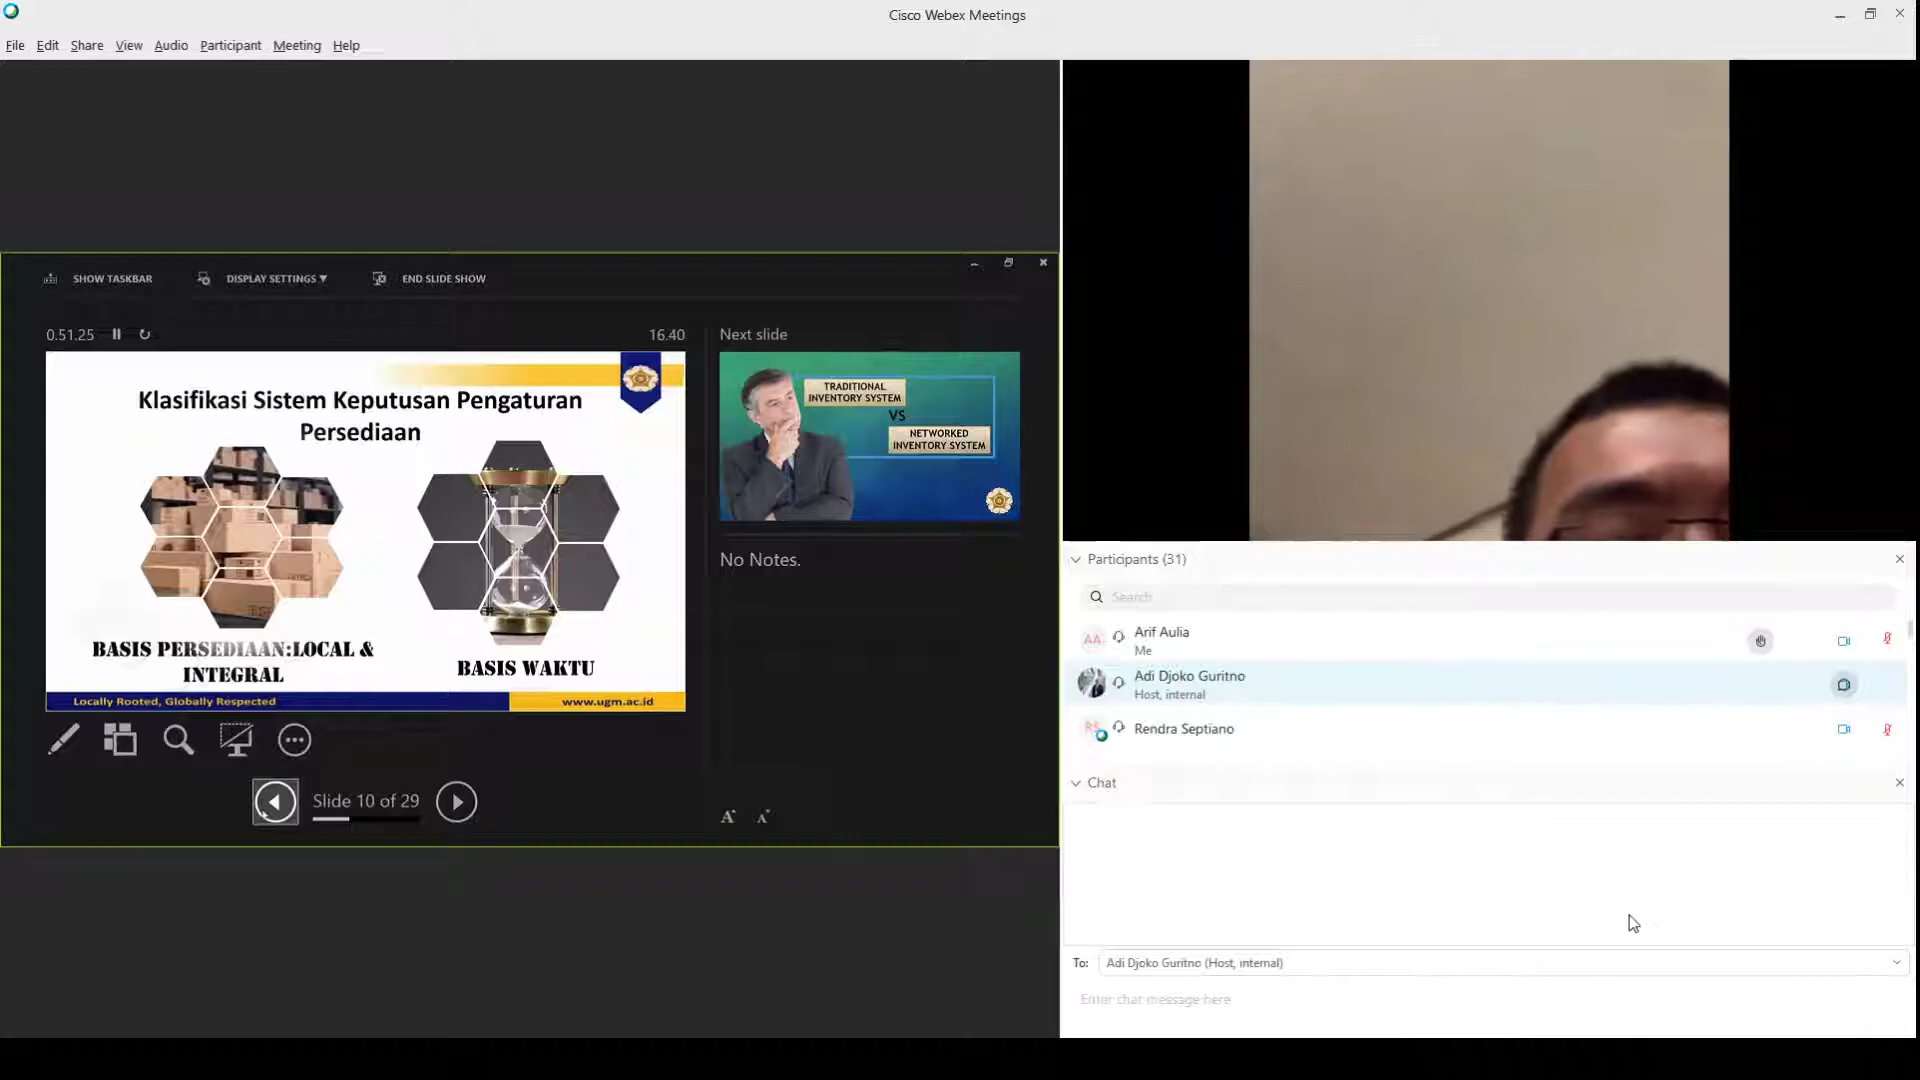 Cisco Webex Meetings
File Edit Share View Audio Participant Meeting Help
SHOW TASKBAR DISPLAY SETTINGS ▼ END SLIDE SHOW
0.51.25 16.40
Klasifikasi Sistem Keputusan Pengaturan
Persediaan
BASIS PERSEDIAAN:LOCAL &
INTEGRAL
BASIS WAKTU
Locally Rooted, Globally Respected www.ugm.ac.id
Slide 10 of 29
Next slide
TRADITIONAL
INVENTORY SYSTEM
VS
NETWORKED
INVENTORY SYSTEM
No Notes.
A A
Participants (31)
Search
AA Arif Aulia
Me
Adi Djoko Guritno
Host, internal
RS Rendra Septiano
Chat
To: Adi Djoko Guritno (Host, internal)
Enter chat message here